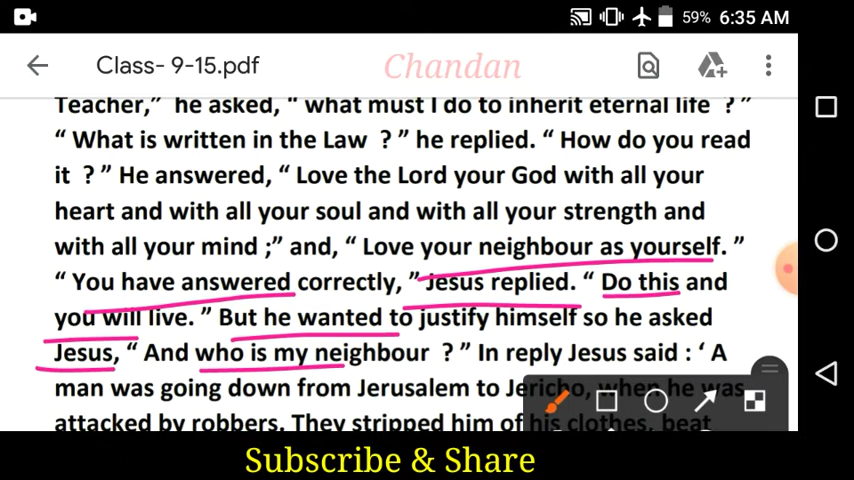 59% 6:35 AM
Class- 9-15.pdf
Chandan
Teacher,” he asked, “ what must I do to inherit eternal life ? ”
“ What is written in the Law ? ” he replied. “ How do you read
it ? ” He answered, “ Love the Lord your God with all your
heart and with all your soul and with all your strength and
with all your mind ;” and, “ Love your neighbour as yourself. ”
“ You have answered correctly, ” Jesus replied. “ Do this and
you will live. ” But he wanted to justify himself so he asked
Jesus, “ And who is my neighbour ? ” In reply Jesus said : ‘ A
man was going down from Jerusalem to Jericho, when he was
attacked by robbers. They stripped him of his clothes, beat
Subscribe & Share